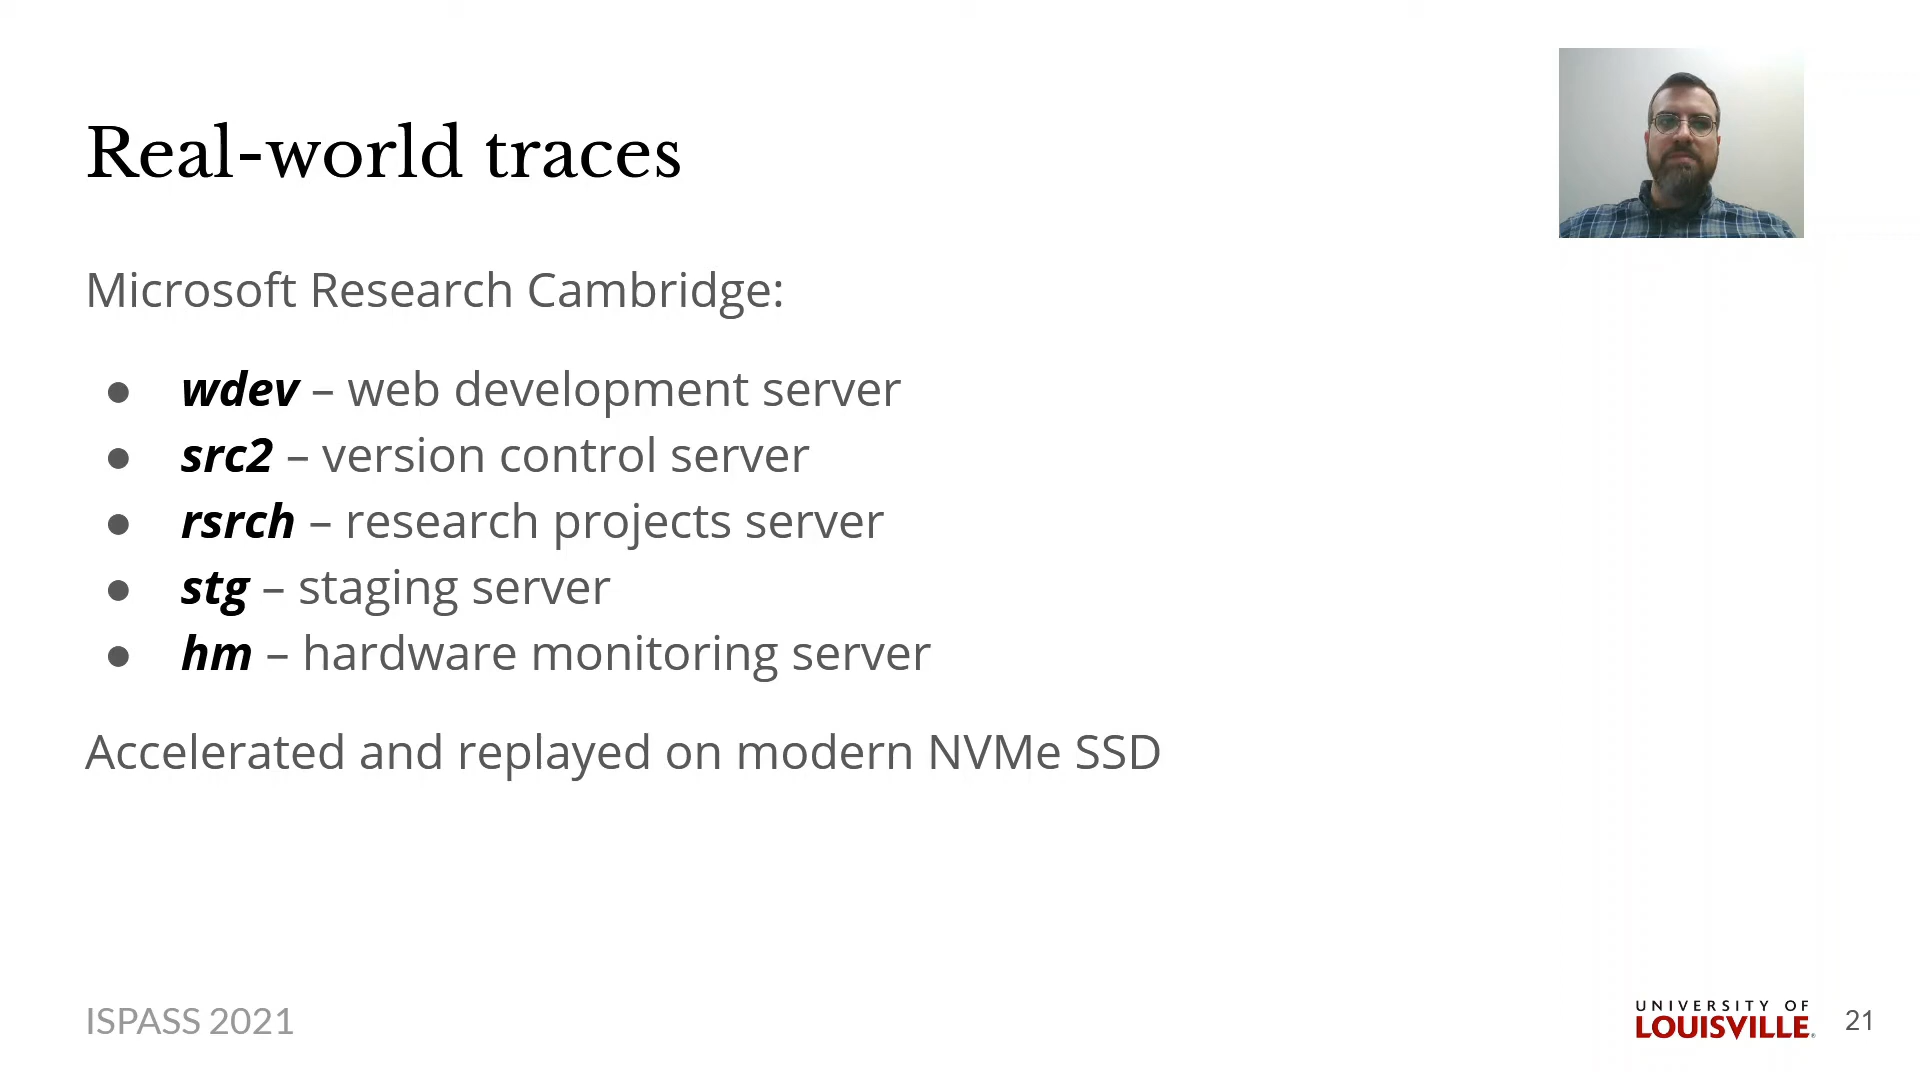 Real-world traces
Microsoft Research Cambridge:
● wdev – web development server
● src2 – version control server
● rsrch – research projects server
● stg – staging server
● hm – hardware monitoring server
Accelerated and replayed on modern NVMe SSD
ISPASS 2021
UNIVERSITY OF
LOUISVILLE
21